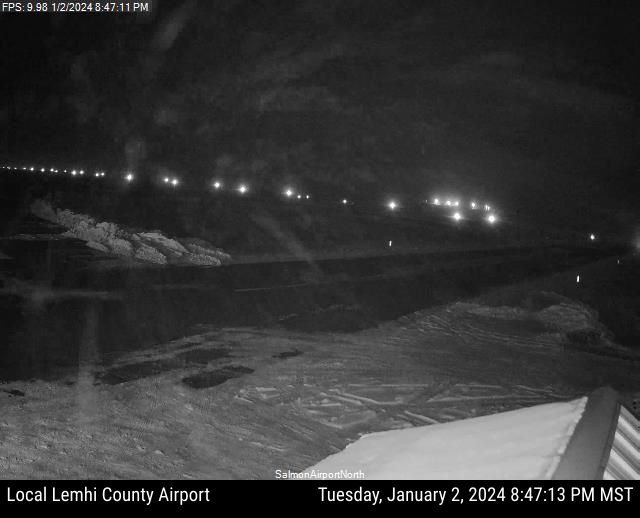 FPS: 9.98 1/2/2024 8:47:11 PM
SalmonAirportNorth
Local Lemhi County Airport
Tuesday, January 2, 2024 8:47:13 PM MST